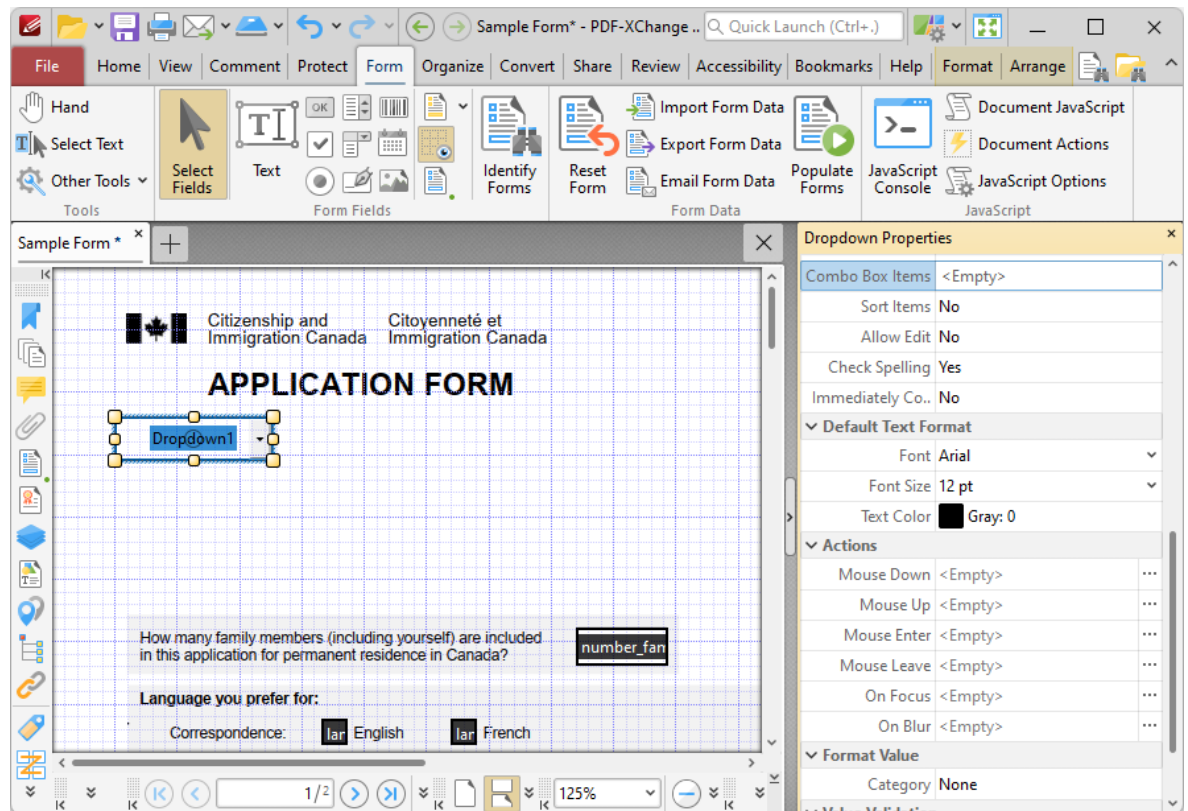 Sample Form* - PDF-XChange ..
Quick Launch (Ctrl+.)
File Home View Comment Protect Form Organize Convert Share Review Accessibility Bookmarks Help Format Arrange
Hand
Select Text
Other Tools
Tools
Select Fields
OK
Text
Form Fields
Identify Forms
Reset Form
Import Form Data
Export Form Data
Email Form Data
Populate Forms
Form Data
JavaScript Console
Document JavaScript
Document Actions
JavaScript Options
JavaScript
Sample Form *
Citizenship and
Immigration Canada
Citoyenneté et
Immigration Canada
APPLICATION FORM
Dropdown1
How many family members (including yourself) are included
in this application for permanent residence in Canada?
number_fan
Language you prefer for:
Correspondence: lar English lar French
1/2
125%
Dropdown Properties
Combo Box Items <Empty>
Sort Items No
Allow Edit No
Check Spelling Yes
Immediately Co.. No
Default Text Format
Font Arial
Font Size 12 pt
Text Color Gray: 0
Actions
Mouse Down <Empty> ...
Mouse Up <Empty> ...
Mouse Enter <Empty> ...
Mouse Leave <Empty> ...
On Focus <Empty> ...
On Blur <Empty> ...
Format Value
Category None